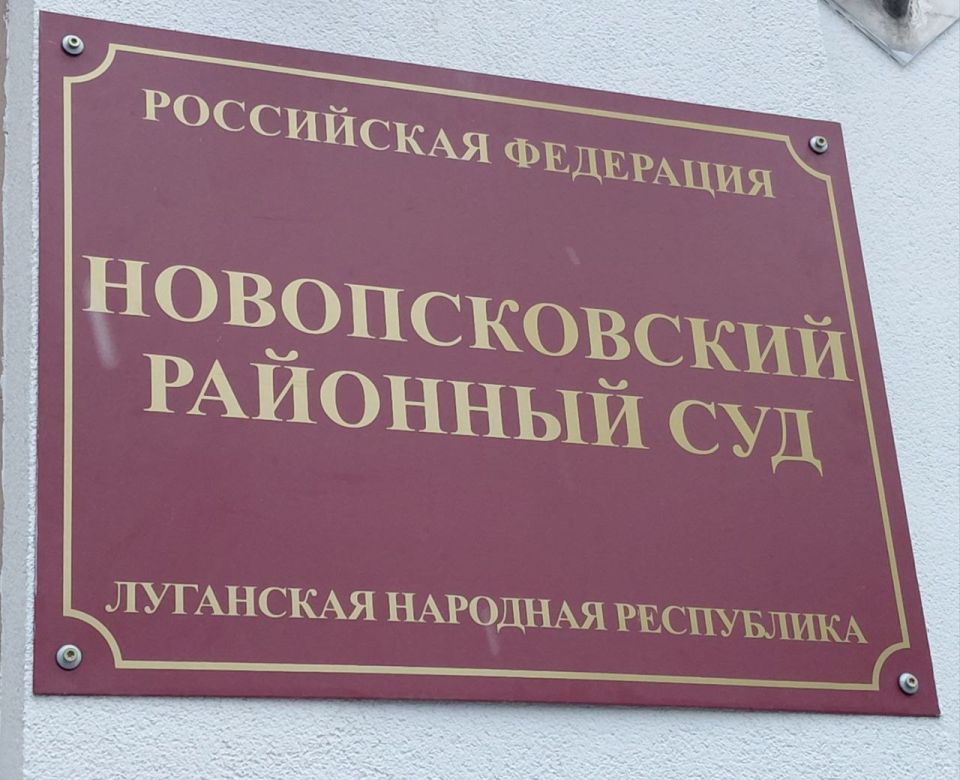 РОССИЙСКАЯ ФЕДЕРАЦИЯ
НОВОПСКОВСКИЙ
РАЙОННЫЙ СУД
ЛУГАНСКАЯ НАРОДНАЯ РЕСПУБЛИКА